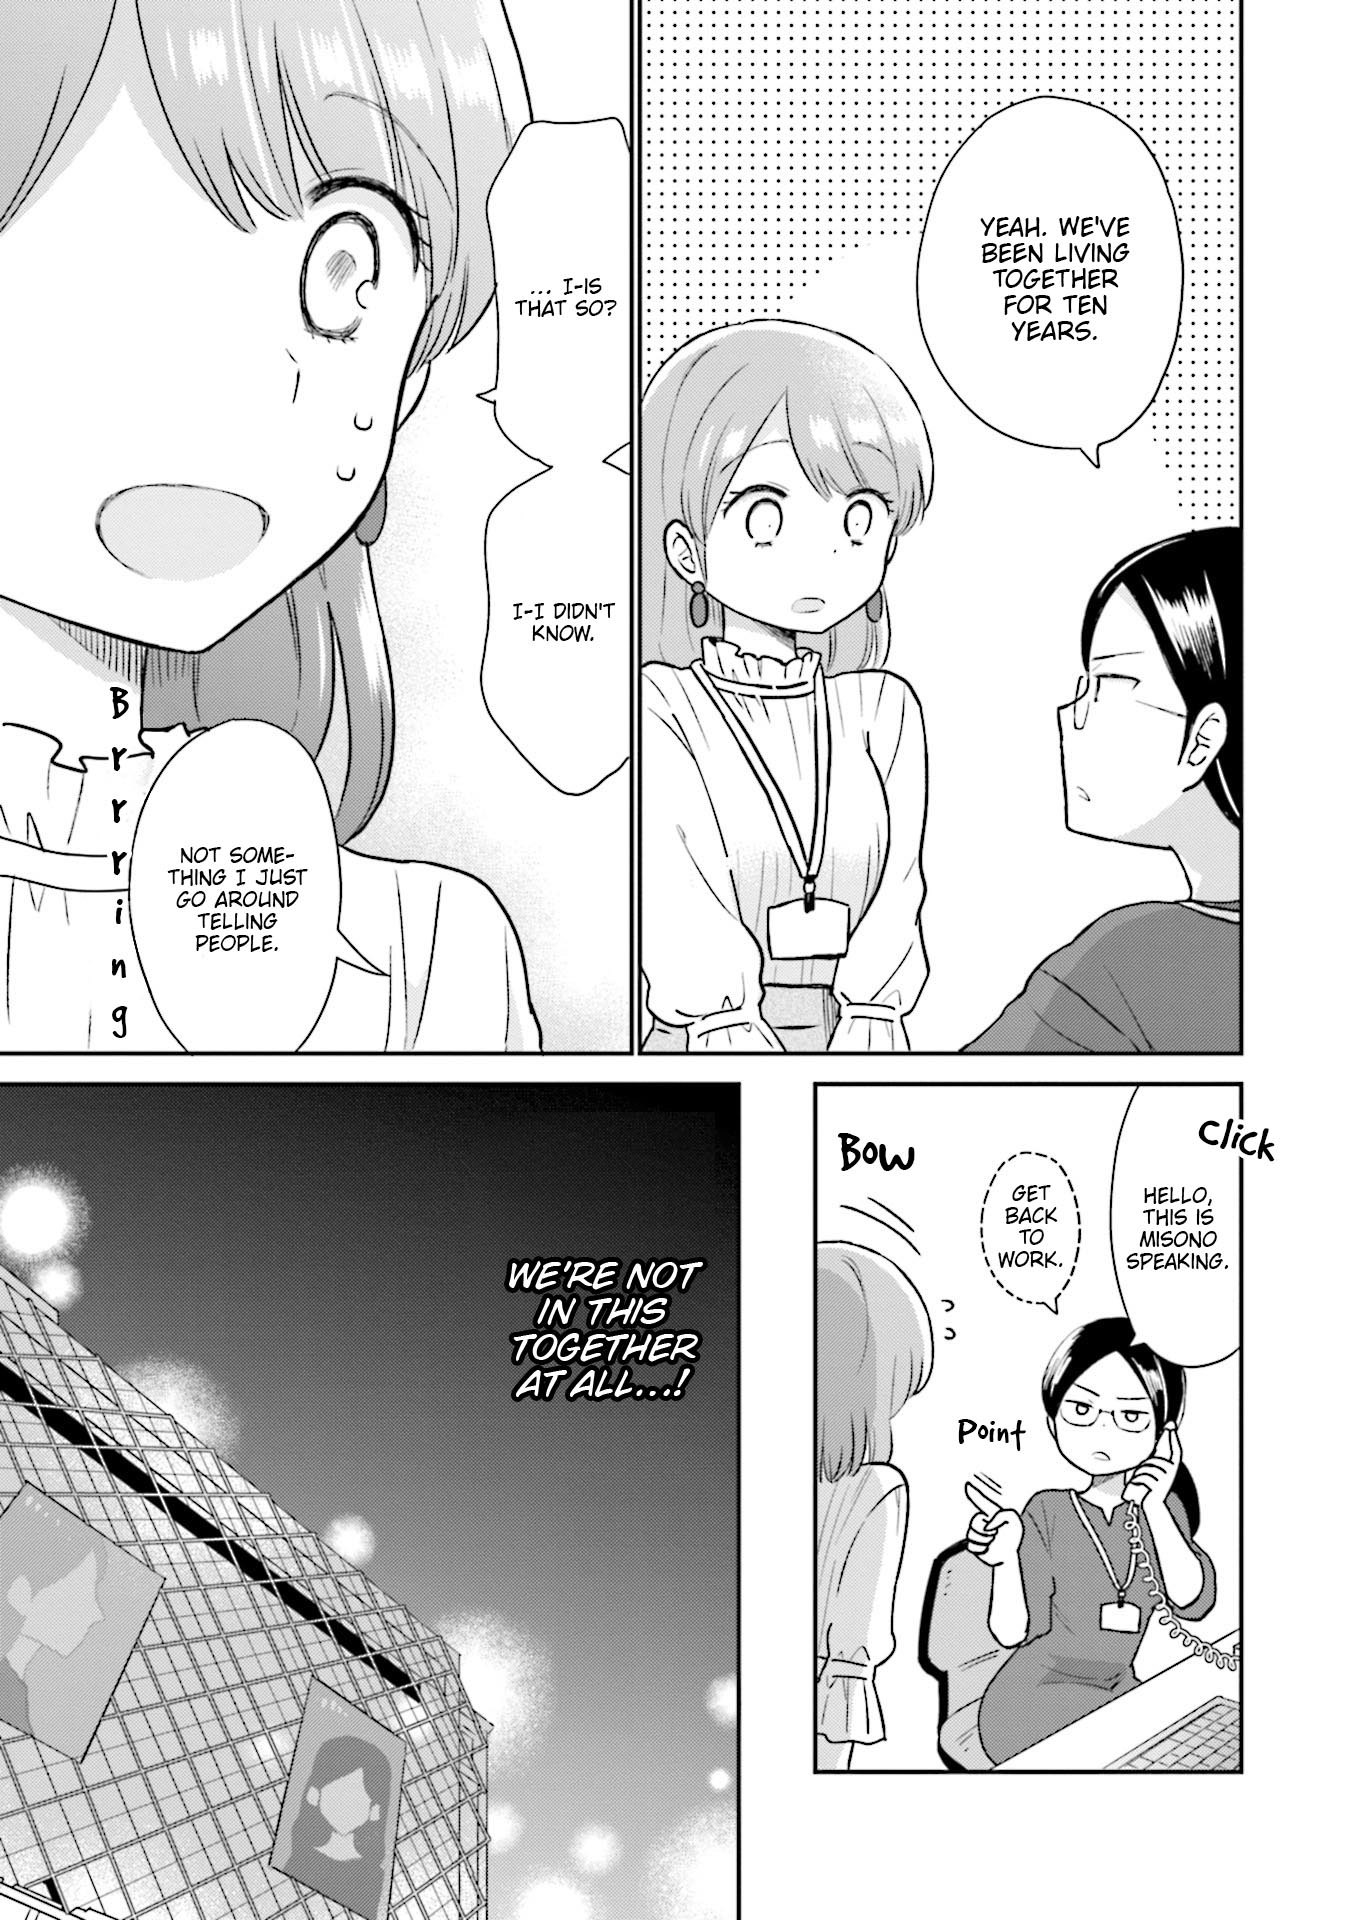 YEAH. WE'VE
BEEN LIVING
TOGETHER
FOR TEN
YEARS.
... I-IS
THAT SO?
I-I DIDN'T
KNOW.
NOT SOME-
THING I JUST
GO AROUND
TELLING
PEOPLE.
Brrring
Click
HELLO,
THIS IS
MISONO
SPEAKING.
GET
BACK
TO
WORK.
Bow
Point
WE'RE NOT
IN THIS
TOGETHER
AT ALL...!